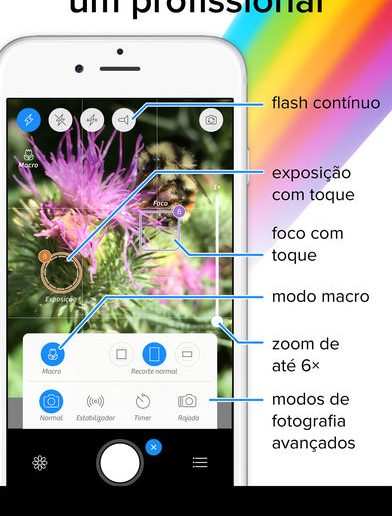 um profissional
flash contínuo
Macro
exposição
com toque
Foco
foco com
toque
Exposição
modo macro
zoom de
até 6×
Macro
Recorte normal
modos de
fotografia
avançados
Normal
Estabilizador
Timer
Rajada